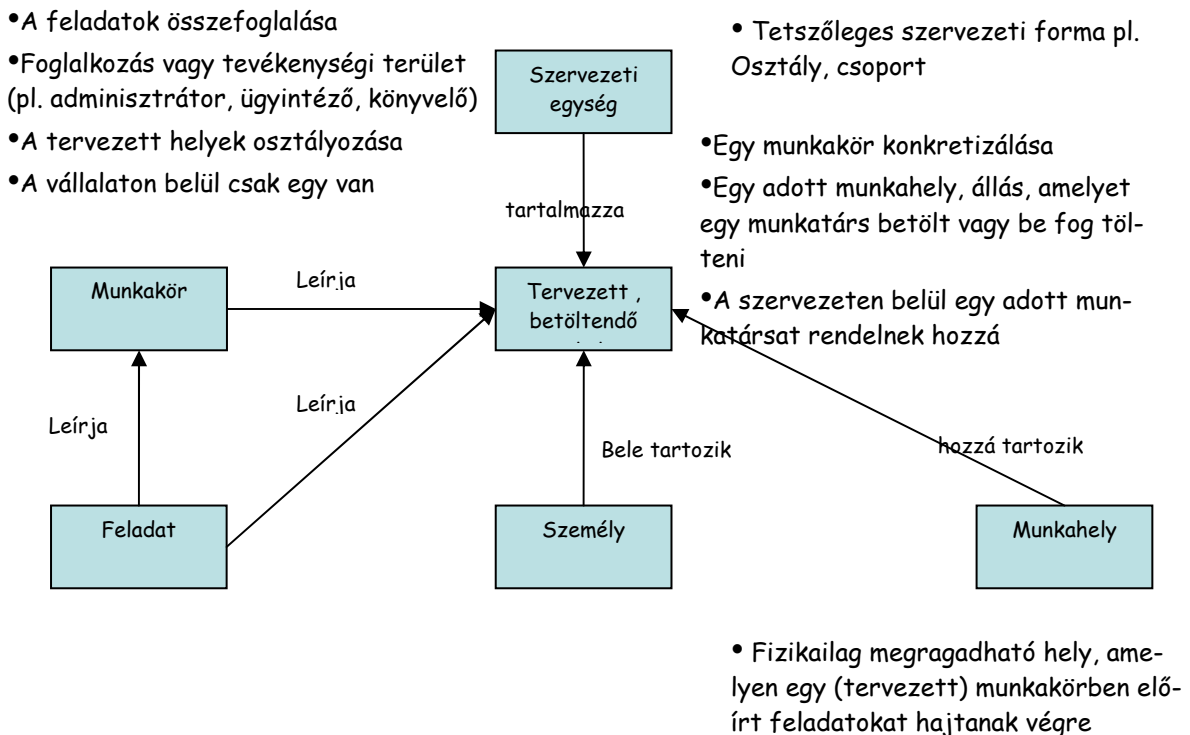 •A feladatok összefoglalása
•Foglalkozás vagy tevékenységi terület
(pl. adminisztrátor, ügyintéző, könyvelő)
•A tervezett helyek osztályozása
•A vállalaton belül csak egy van
Szervezeti
egység
• Tetszőleges szervezeti forma pl.
Osztály, csoport
•Egy munkakör konkretizálása
•Egy adott munkahely, állás, amelyet
egy munkatárs betölt vagy be fog töl-
teni
•A szervezeten belül egy adott mun-
katársat rendelnek hozzá
tartalmazza
Munkakör
Leírja
Tervezett ,
betöltendő
Leírja
Leírja
Bele tartozik
hozzá tartozik
Feladat
Személy
Munkahely
• Fizikailag megragadható hely, ame-
lyen egy (tervezett) munkakörben elő-
írt feladatokat hajtanak végre